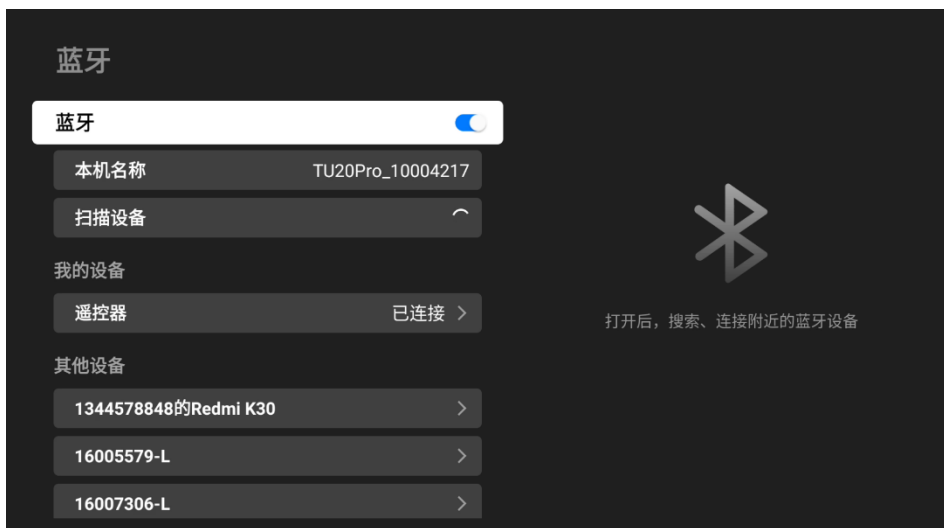 蓝牙
蓝牙
本机名称 TU20Pro_10004217
扫描设备
我的设备
遥控器 已连接
打开后，搜索、连接附近的蓝牙设备
其他设备
1344578848的Redmi K30
16005579-L
16007306-L